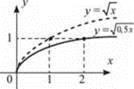 y
y = √x
1
y = √0,5x
0
1
2
x